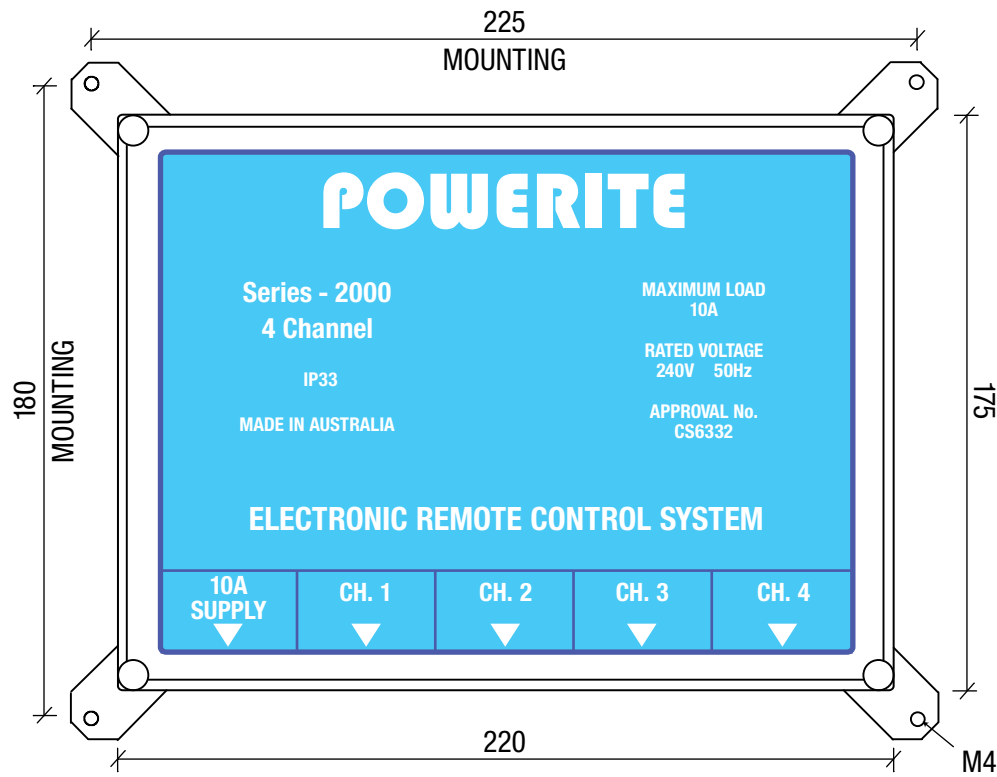 225
MOUNTING
POWERITE
Series - 2000
4 Channel
IP33
MADE IN AUSTRALIA
MAXIMUM LOAD
10A
RATED VOLTAGE
240V 50Hz
APPROVAL No.
CS6332
180
MOUNTING
175
ELECTRONIC REMOTE CONTROL SYSTEM
10A
SUPPLY
CH. 1
CH. 2
CH. 3
CH. 4
220
M4